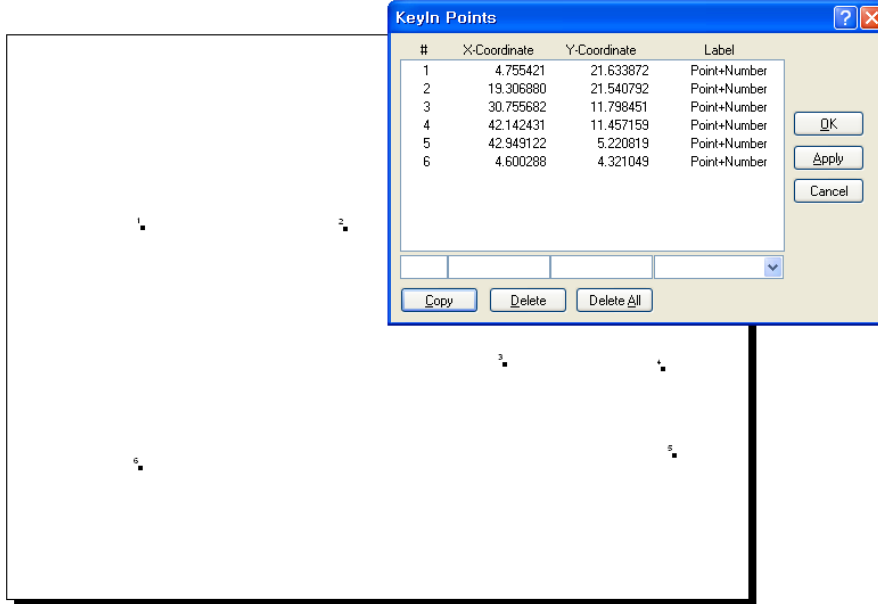 KeyIn Points
# X-Coordinate Y-Coordinate Label
1 4.755421 21.633872 Point+Number
2 19.306880 21.540792 Point+Number
3 30.755682 11.798451 Point+Number
4 42.142431 11.457159 Point+Number
5 42.949122 5.220819 Point+Number
6 4.600288 4.321049 Point+Number
OK
Apply
Cancel
Copy Delete Delete All
1 2
3 4
5
6